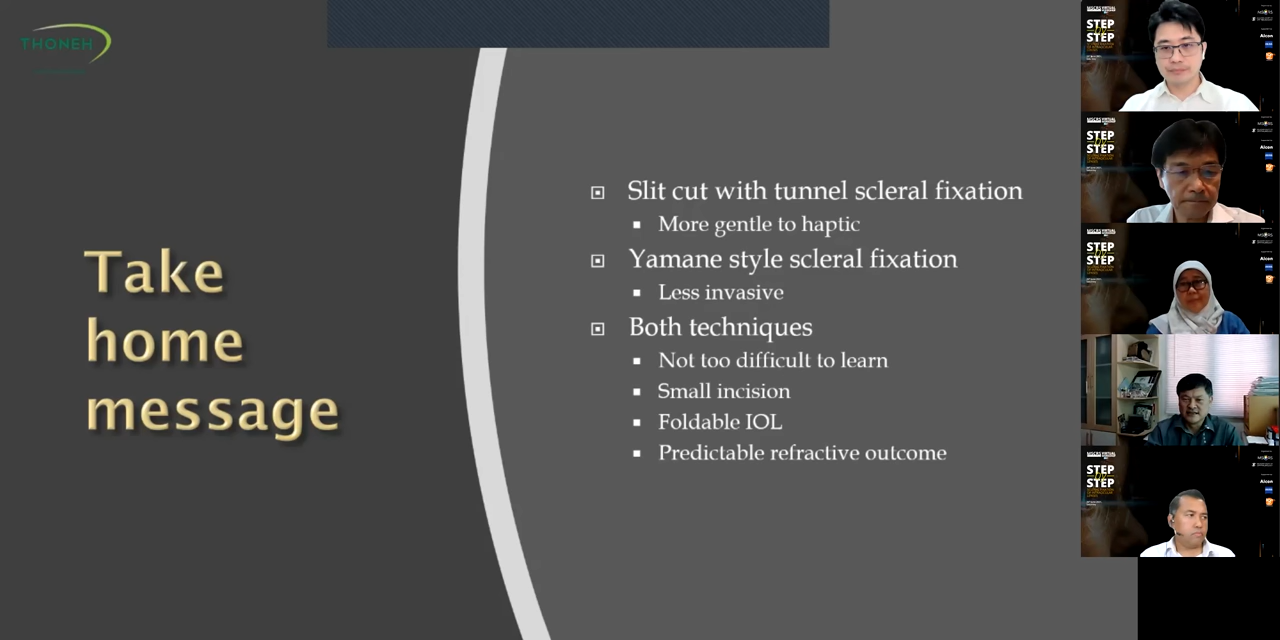 THONEH
Take
home
message
Slit cut with tunnel scleral fixation
More gentle to haptic
Yamane style scleral fixation
Less invasive
Both techniques
Not too difficult to learn
Small incision
Foldable IOL
Predictable refractive outcome
STEP
STEP
Alcon
STEP
STEP
Alcon
STEP
STEP
Alcon
STEP
STEP
Alcon